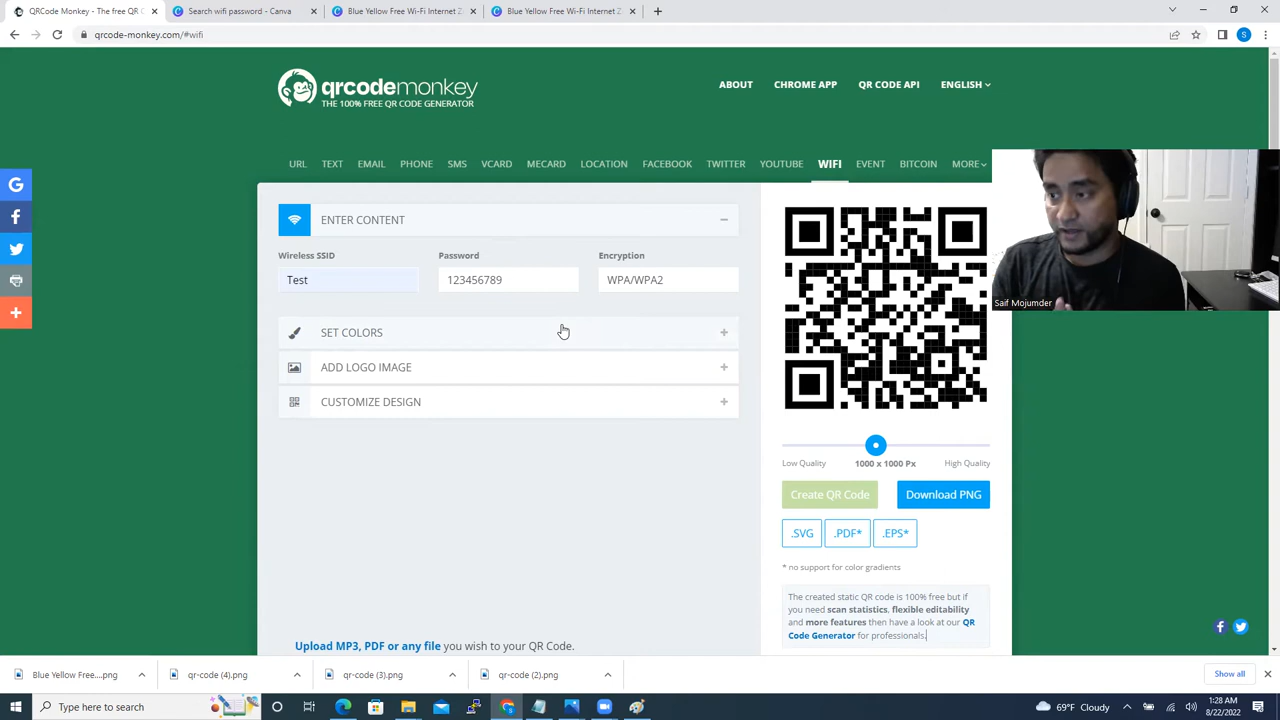 QRCode Monkey - The free QR Cod
Search wifi password - Canva
Blue Yellow Free Wi-Fi Internet Z
Blue Yellow Free Wi-Fi Internet Z
qrcode-monkey.com/#wifi
S
qrcodemonkey
THE 100% FREE QR CODE GENERATOR
ABOUT
CHROME APP
QR CODE API
ENGLISH
URL TEXT EMAIL PHONE SMS VCARD MECARD LOCATION FACEBOOK TWITTER YOUTUBE WIFI EVENT BITCOIN MORE
ENTER CONTENT
Wireless SSID
Password
Encryption
Test
123456789
WPA/WPA2
SET COLORS
ADD LOGO IMAGE
CUSTOMIZE DESIGN
Upload MP3, PDF or any file you wish to your QR Code.
Saif Mojumder
Low Quality
1000 x 1000 Px
High Quality
Create QR Code
Download PNG
.SVG
.PDF*
.EPS*
* no support for color gradients
The created static QR code is 100% free but if
you need scan statistics, flexible editability
and more features then have a look at our QR
Code Generator for professionals.
Blue Yellow Free....png
qr-code (4).png
qr-code (3).png
qr-code (2).png
Show all
Type here to search
69°F Cloudy
1:28 AM
8/22/2022